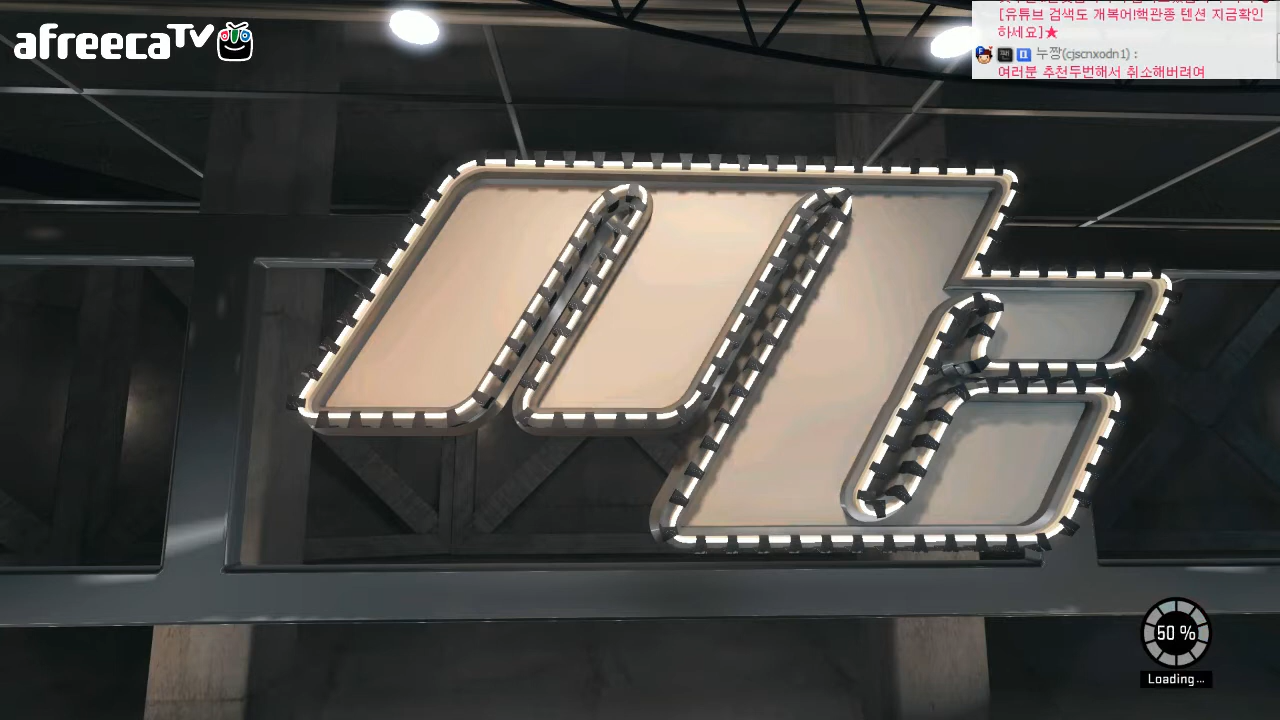 afreecaTV
[유튜브 검색도 개복어!핵관종 텐션 지금확인
하세요]★
누짱(cjscnxodn1) :
여러분 추천두번해서 취소해버려여
50 %
Loading...